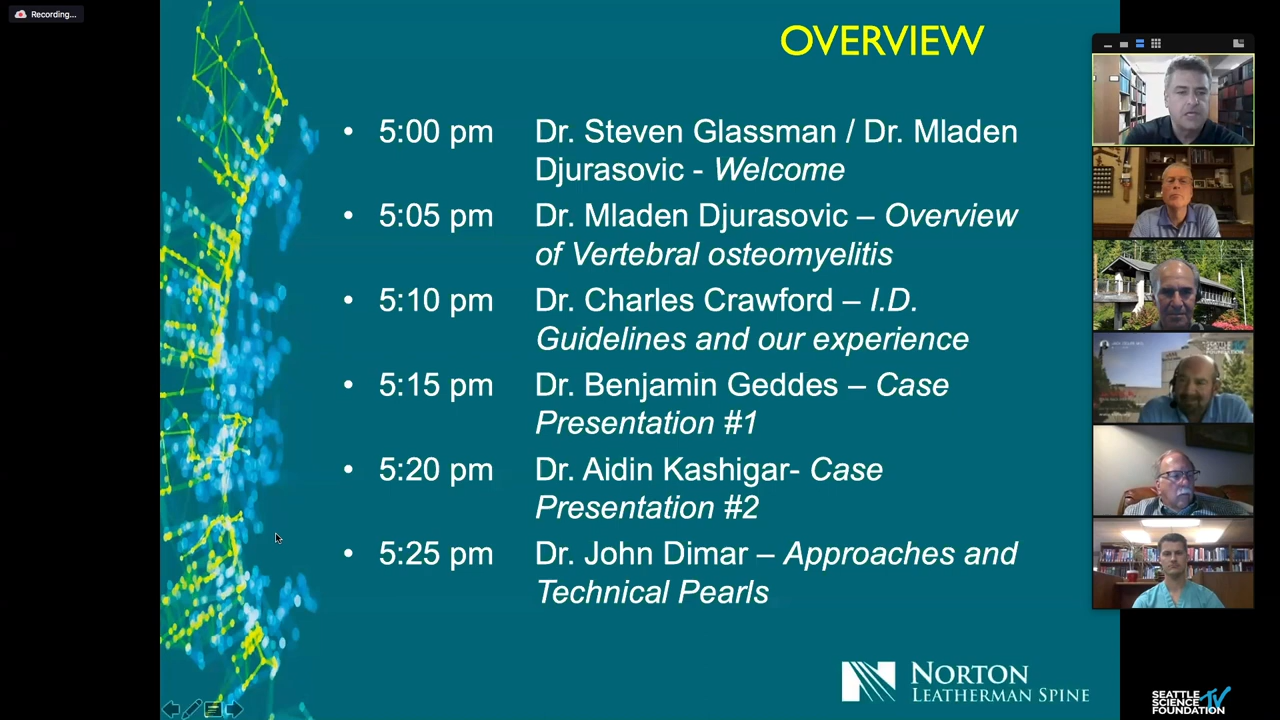 Recording...
OVERVIEW
• 5:00 pm Dr. Steven Glassman / Dr. Mladen
Djurasovic - Welcome
• 5:05 pm Dr. Mladen Djurasovic – Overview
of Vertebral osteomyelitis
• 5:10 pm Dr. Charles Crawford – I.D.
Guidelines and our experience
• 5:15 pm Dr. Benjamin Geddes – Case
Presentation #1
• 5:20 pm Dr. Aidin Kashigar- Case
Presentation #2
• 5:25 pm Dr. John Dimar – Approaches and
Technical Pearls
NORTON
LEATHERMAN SPINE
SEATTLE
SCIENCE TV
FOUNDATION